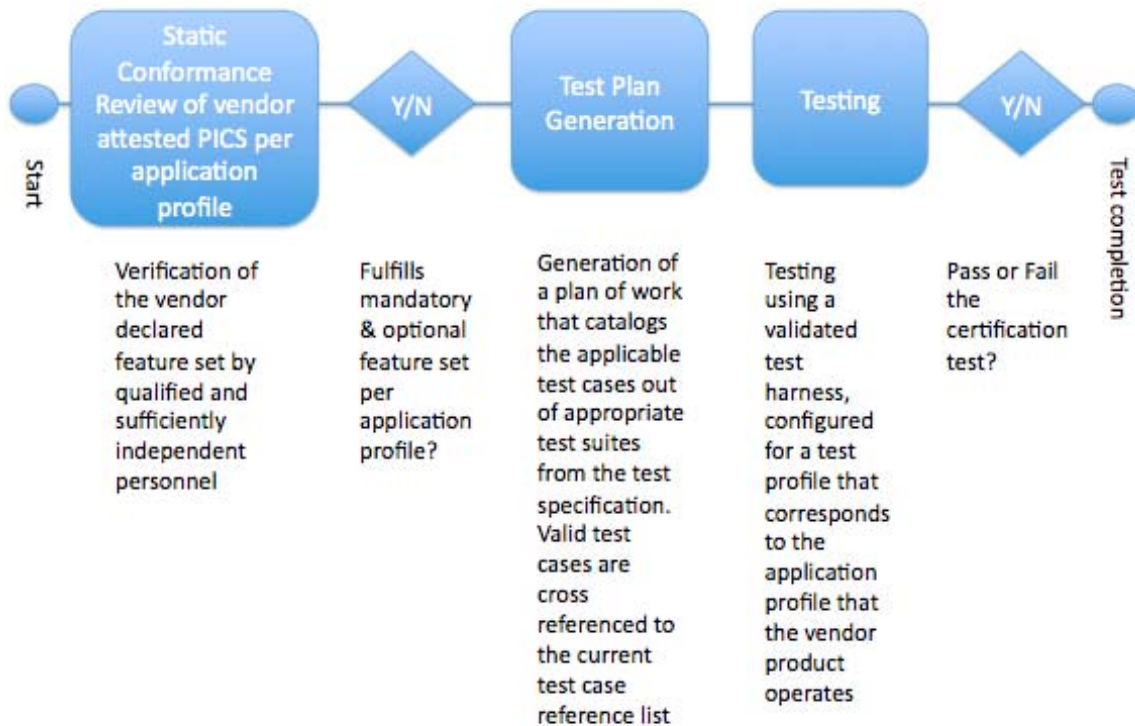 Start
Static
Conformance
Review of vendor
attested PICS per
application
profile
Y/N
Test Plan
Generation
Testing
Y/N
Test completion
Verification of
the vendor
declared
feature set by
qualified and
sufficiently
independent
personnel
Fulfills
mandatory
& optional
feature set
per
application
profile?
Generation of
a plan of work
that catalogs
the applicable
test cases out
of appropriate
test suites
from the test
specification.
Valid test
cases are
cross
referenced to
the current
test case
reference list
Testing
using a
validated
test
harness,
configured
for a test
profile that
corresponds
to the
application
profile that
the vendor
product
operates
Pass or Fail
the
certification
test?